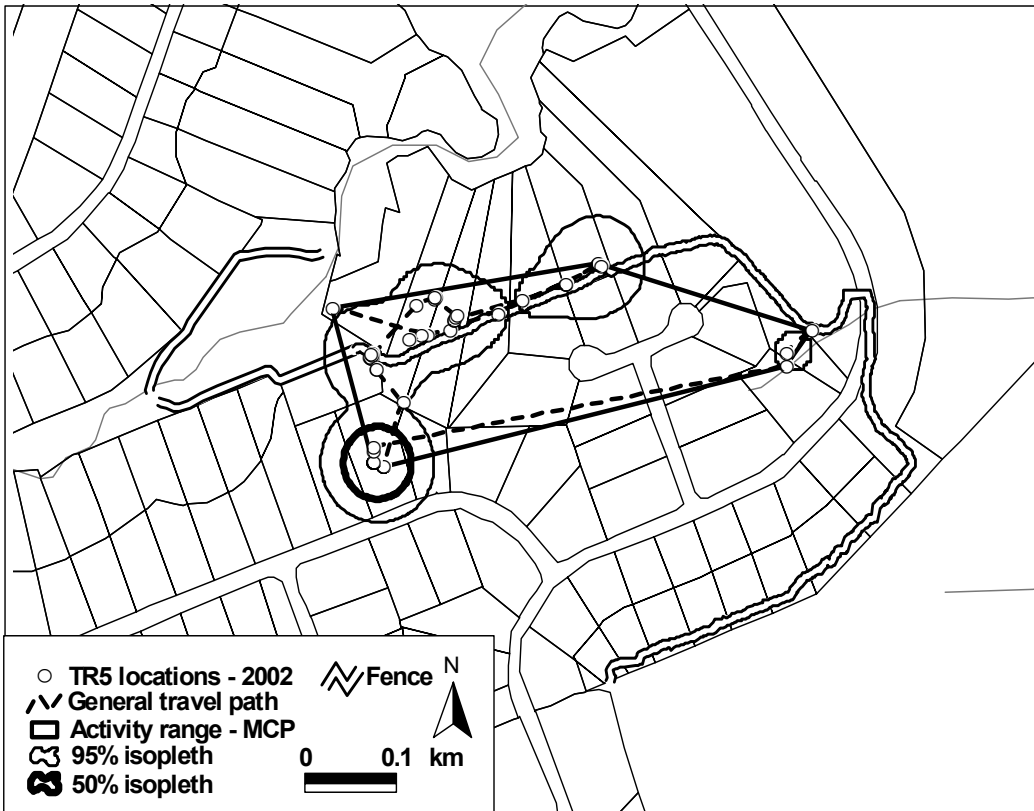 TR5 locations - 2002
Fence
N
General travel path
Activity range - MCP
95% isopleth
0 0.1 km
50% isopleth